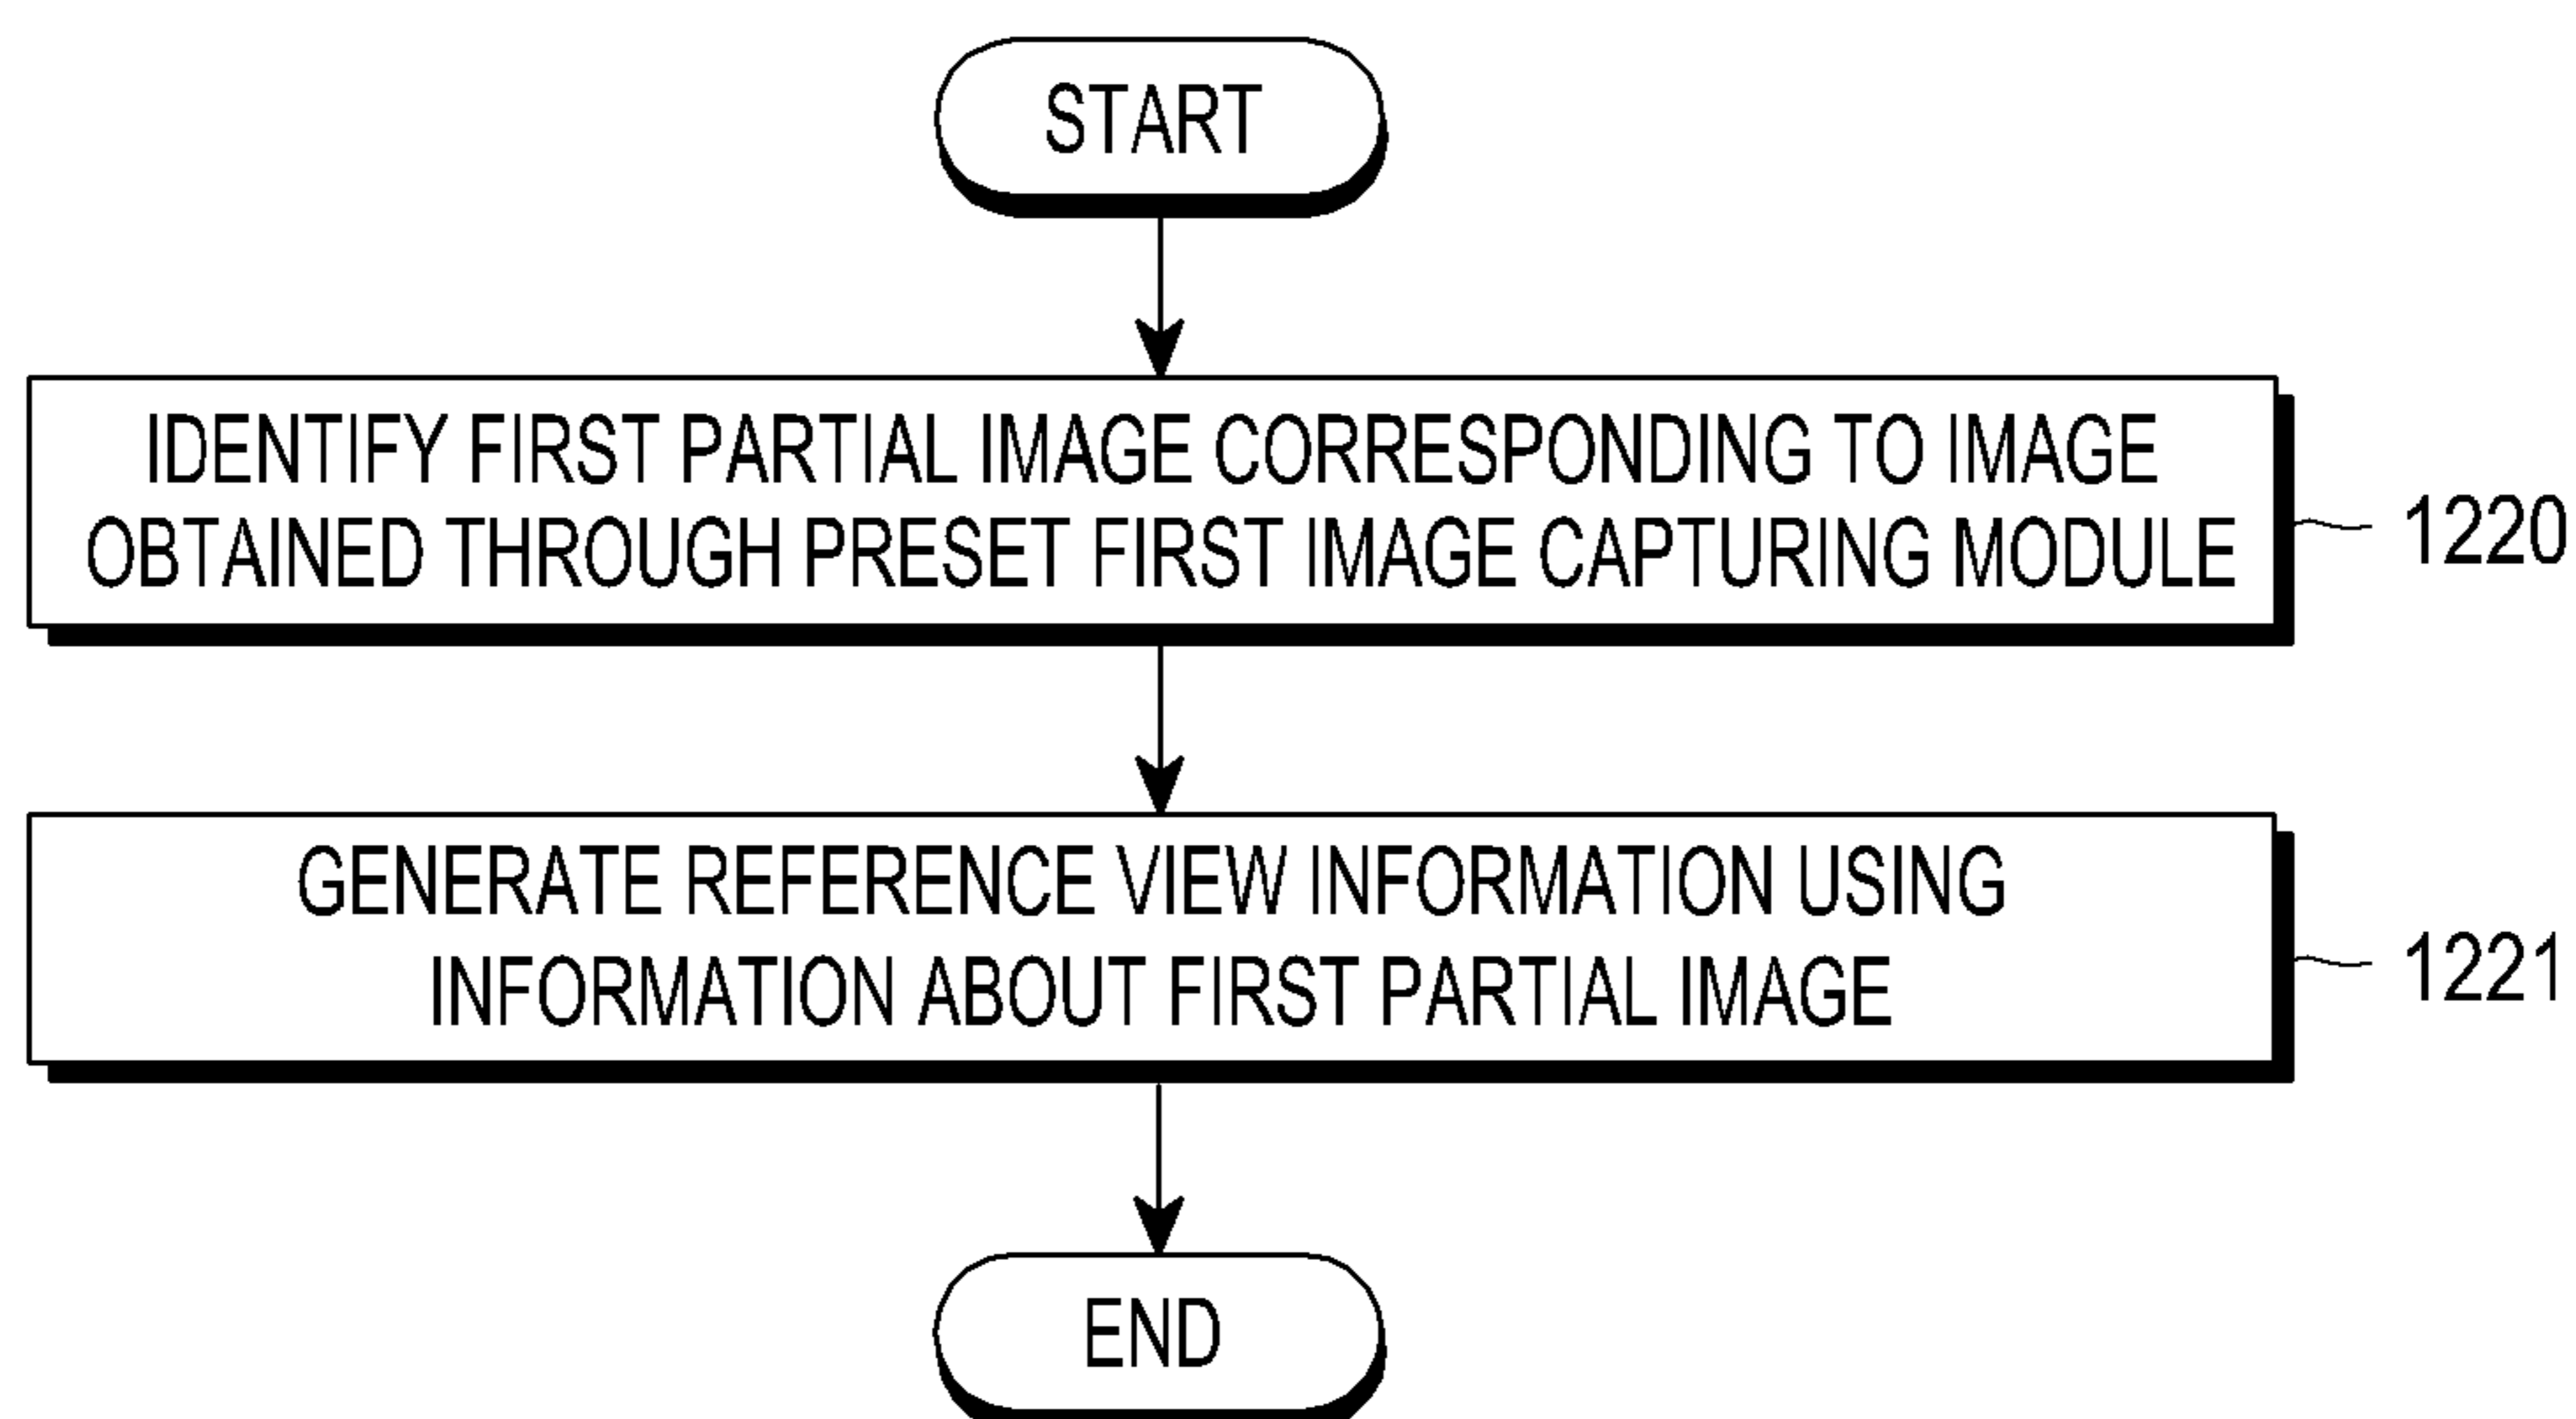 START
IDENTIFY FIRST PARTIAL IMAGE CORRESPONDING TO IMAGE
OBTAINED THROUGH PRESET FIRST IMAGE CAPTURING MODULE
1220
GENERATE REFERENCE VIEW INFORMATION USING
INFORMATION ABOUT FIRST PARTIAL IMAGE
1221
END